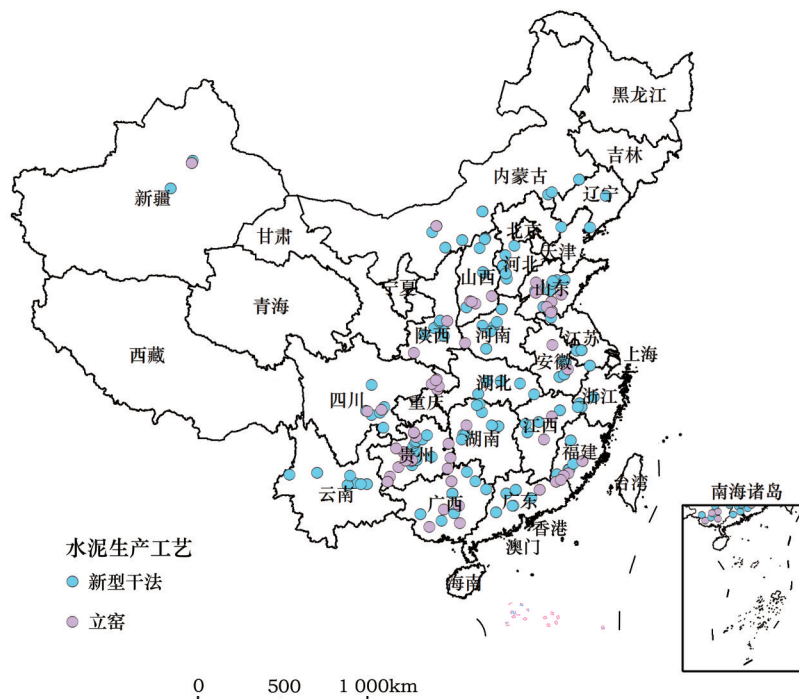 黑龙江
吉林
内蒙古
辽宁
新疆
甘肃
北京
天津
河北
宁夏
山西
山东
青海
陕西
河南
江苏
西藏
安徽
上海
湖北
四川
重庆
浙江
江西
湖南
贵州
福建
台湾
云南
广西
广东
香港
澳门
海南
南海诸岛
水泥生产工艺
新型干法
立窑
0 500 1 000km